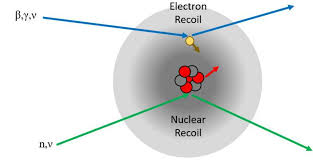 Electron
Recoil
β,γ,ν
Nuclear
Recoil
n,ν